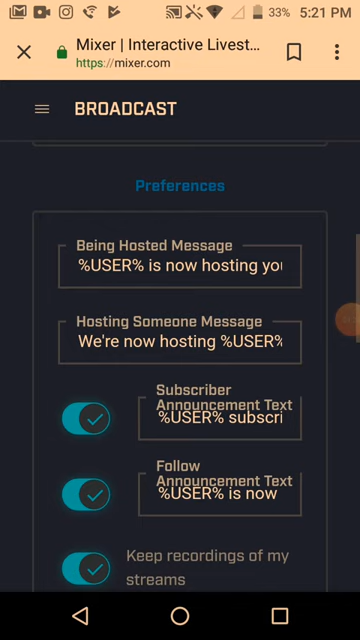 33% 5:21 PM
Mixer | Interactive Livest...
https://mixer.com
BROADCAST
Preferences
Being Hosted Message
%USER% is now hosting you
Hosting Someone Message
We're now hosting %USER%
Subscriber
Announcement Text
%USER% subscri
Follow
Announcement Text
%USER% is now
Keep recordings of my
streams